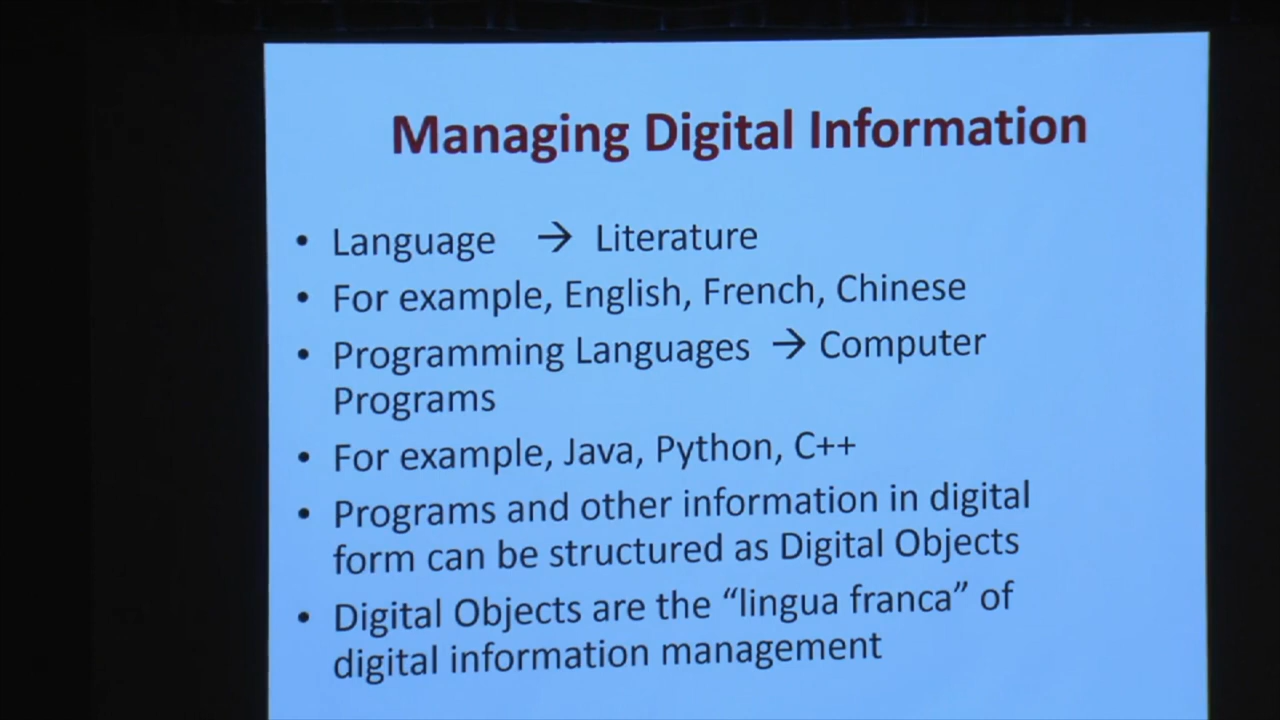 Managing Digital Information
• Language → Literature
• For example, English, French, Chinese
• Programming Languages → Computer
Programs
• For example, Java, Python, C++
• Programs and other information in digital
form can be structured as Digital Objects
• Digital Objects are the “lingua franca” of
digital information management